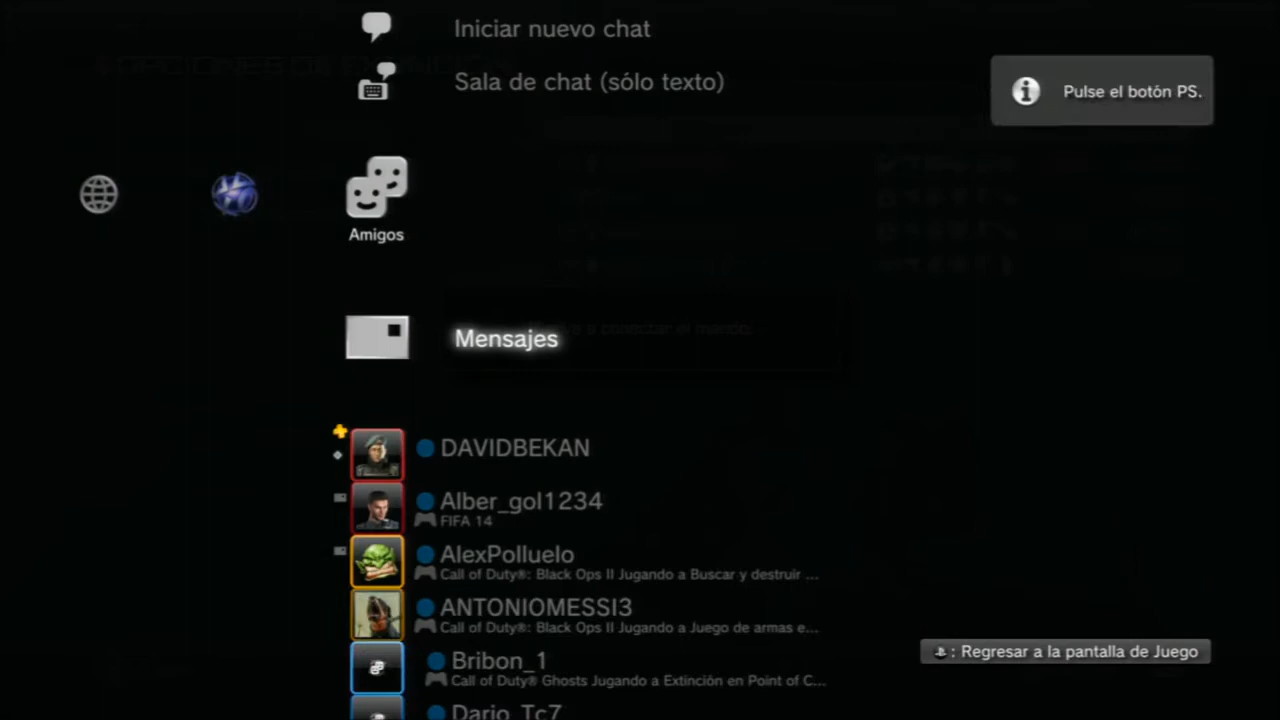 Iniciar nuevo chat
Sala de chat (sólo texto)
Pulse el botón PS.
Amigos
Mensajes
DAVIDBEKAN
Alber_gol1234
FIFA 14
AlexPolluelo
Call of Duty®: Black Ops II Jugando a Buscar y destruir ...
ANTONIOMESSI3
Call of Duty®: Black Ops II Jugando a Juego de armas e...
: Regresar a la pantalla de Juego
Bribon_1
Call of Duty® Ghosts Jugando a Extinción en Point of C...
Dario_Tc7